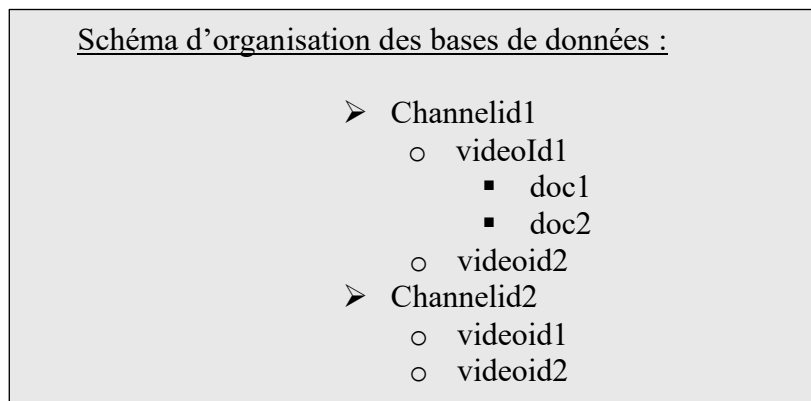 Schéma d’organisation des bases de données :
➢ Channelid1
o videoId1
▪ doc1
▪ doc2
o videoid2
➢ Channelid2
o videoid1
o videoid2